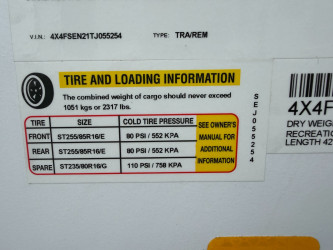 V.I.N.: 4X4FSEN21TJ055254 TYPE: TRA/REM
TIRE AND LOADING INFORMATION
The combined weight of cargo should never exceed
1051 kgs or 2317 lbs.
TIRE SIZE COLD TIRE PRESSURE
FRONT ST255/85R16/E 80 PSI / 552 KPA
REAR ST255/85R16/E 80 PSI / 552 KPA
SPARE ST235/80R16/G 110 PSI / 758 KPA
SEE OWNER'S
MANUAL FOR
ADDITIONAL
INFORMATION
SEJ055254
4X4F
DRY WEIG
RECREATIO
LENGTH 42